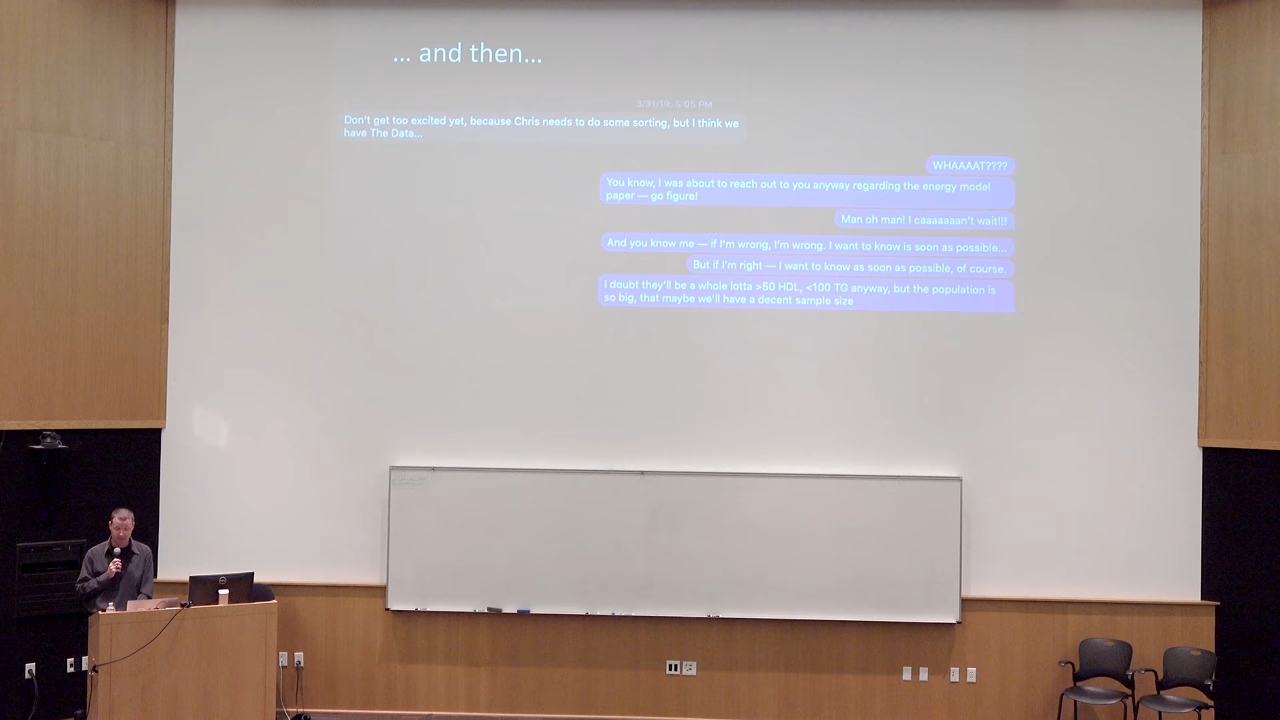 ... and then...
3/31/19, 5:05 PM
Don't get too excited yet, because Chris needs to do some sorting, but I think we
have The Data...
WHAAAAT????
You know, I was about to reach out to you anyway regarding the energy model
paper — go figure!
Man oh man! I caaaaaaan't wait!!!
And you know me — if I'm wrong, I'm wrong. I want to know is soon as possible...
But if I'm right — I want to know as soon as possible, of course.
I doubt they'll be a whole lotta >50 HDL, <100 TG anyway, but the population is
so big, that maybe we'll have a decent sample size